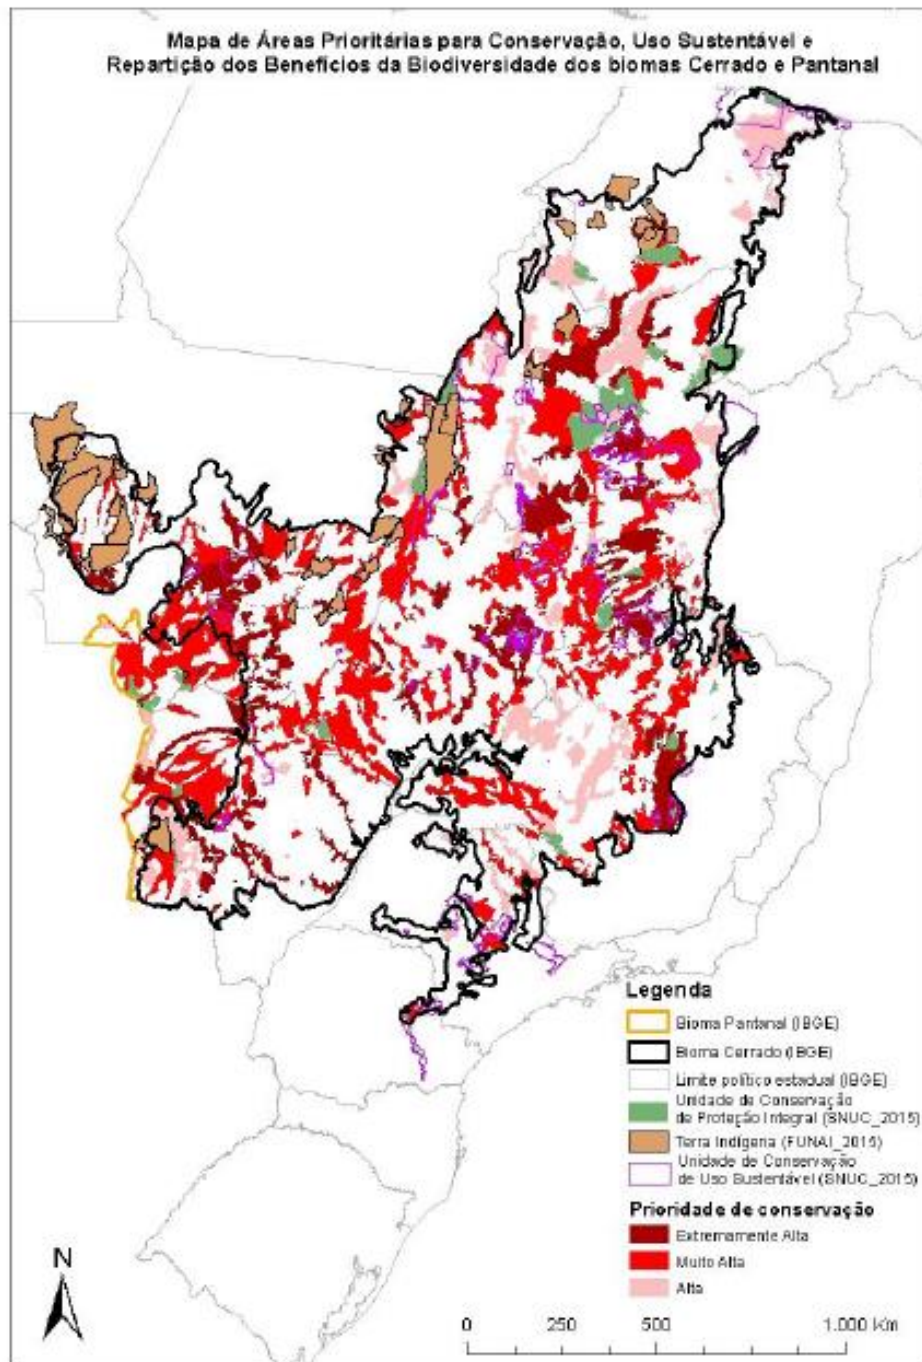 Mapa de Áreas Prioritárias para Conservação, Uso Sustentável e
Repartição dos Benefícios da Biodiversidade dos biomas Cerrado e Pantanal
Legenda
Bioma Pantanal (IBGE)
Bioma Cerrado (IBGE)
Limite político estadual (IBGE)
Unidade de Conservação
de Proteção Integral (SNUC_2015)
Terra Indígena (FUNAI_2015)
Unidade de Conservação
de Uso Sustentável (SNUC_2015)
Prioridade de conservação
Extremamente Alta
Muito Alta
Alta
N
0 250 500 1.000 Km